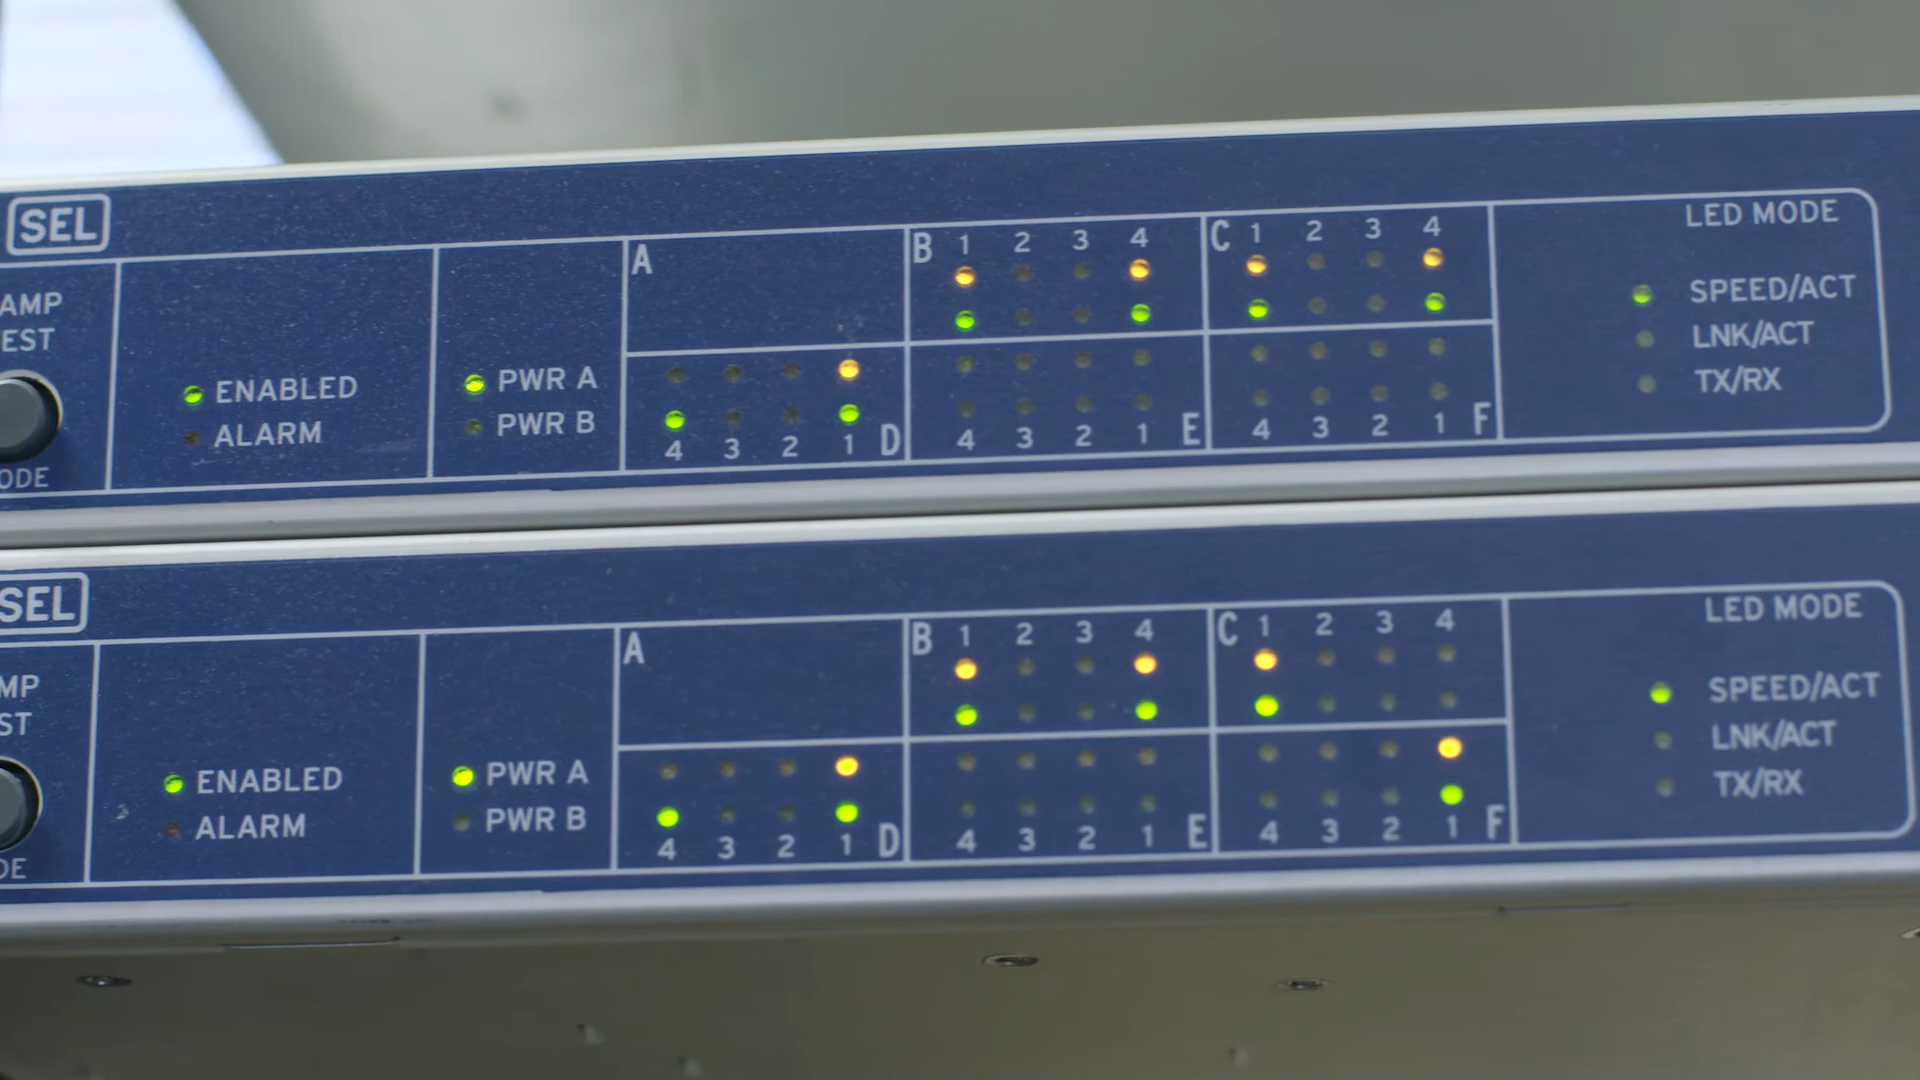 SEL
AMP
EST
ODE
ENABLED
ALARM
PWR A
PWR B
A
B 1 2 3 4
C 1 2 3 4
4 3 2 1 D
4 3 2 1 E
4 3 2 1 F
LED MODE
SPEED/ACT
LNK/ACT
TX/RX
SEL
MP
ST
DE
ENABLED
ALARM
PWR A
PWR B
A
B 1 2 3 4
C 1 2 3 4
4 3 2 1 D
4 3 2 1 E
4 3 2 1 F
LED MODE
SPEED/ACT
LNK/ACT
TX/RX